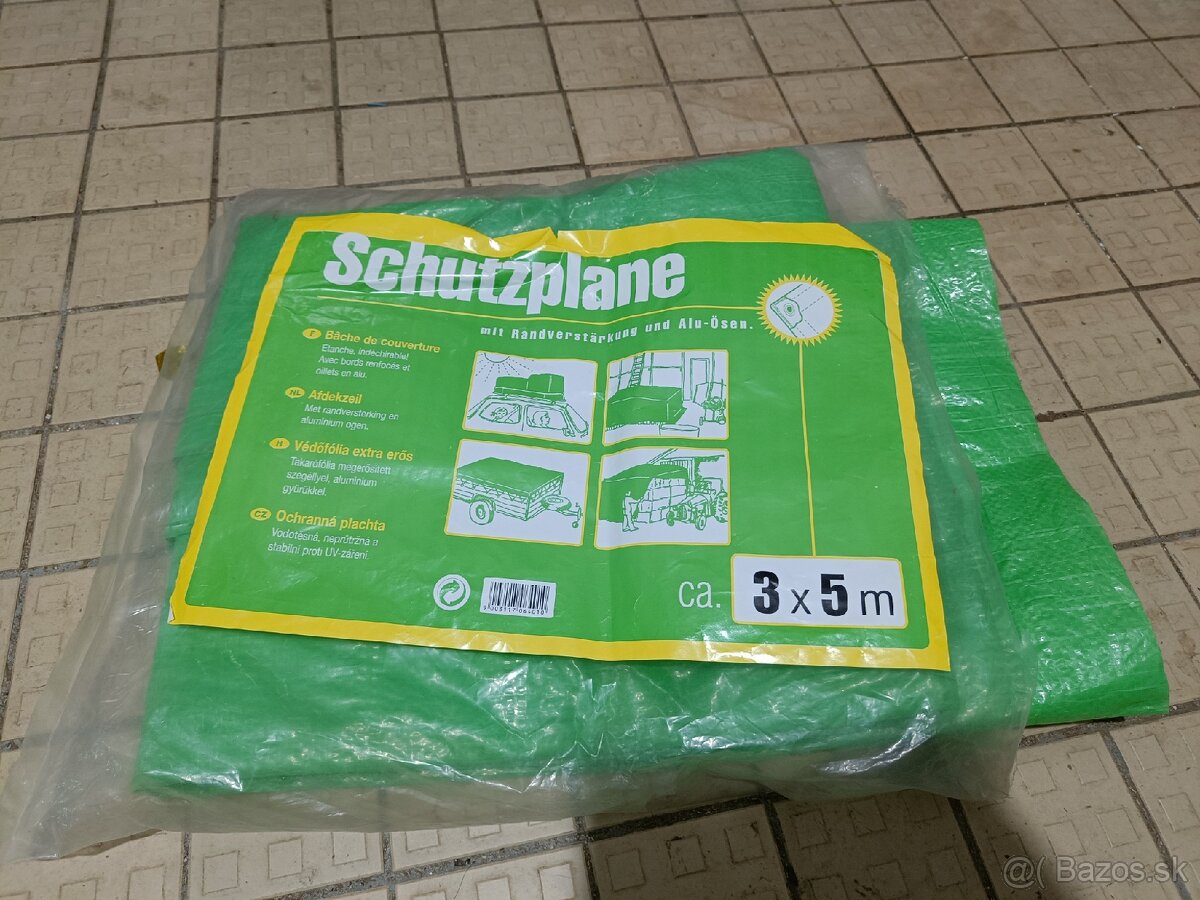 Schutzplane
mit Randverstärkung und Alu-Ösen.
F Bâche de couverture
Etanche, indéchirable!
Avec bords renforcés et
oillets en alu.
NL Afdekzeil
Met randversterking en
aluminium ogen.
H Védőfólia extra erős
Takarófólia megerősített
szegéllyel, alumínium
gyűrűkkel.
CZ Ochranná plachta
Vodotěsná, neprůtržná a
stabilní proti UV-záření.
ca. 3 x 5 m
@( Bazos.sk